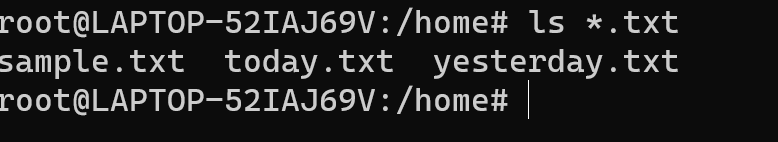 root@LAPTOP-52IAJ69V:/home# ls *.txt
sample.txt  today.txt  yesterday.txt
root@LAPTOP-52IAJ69V:/home#